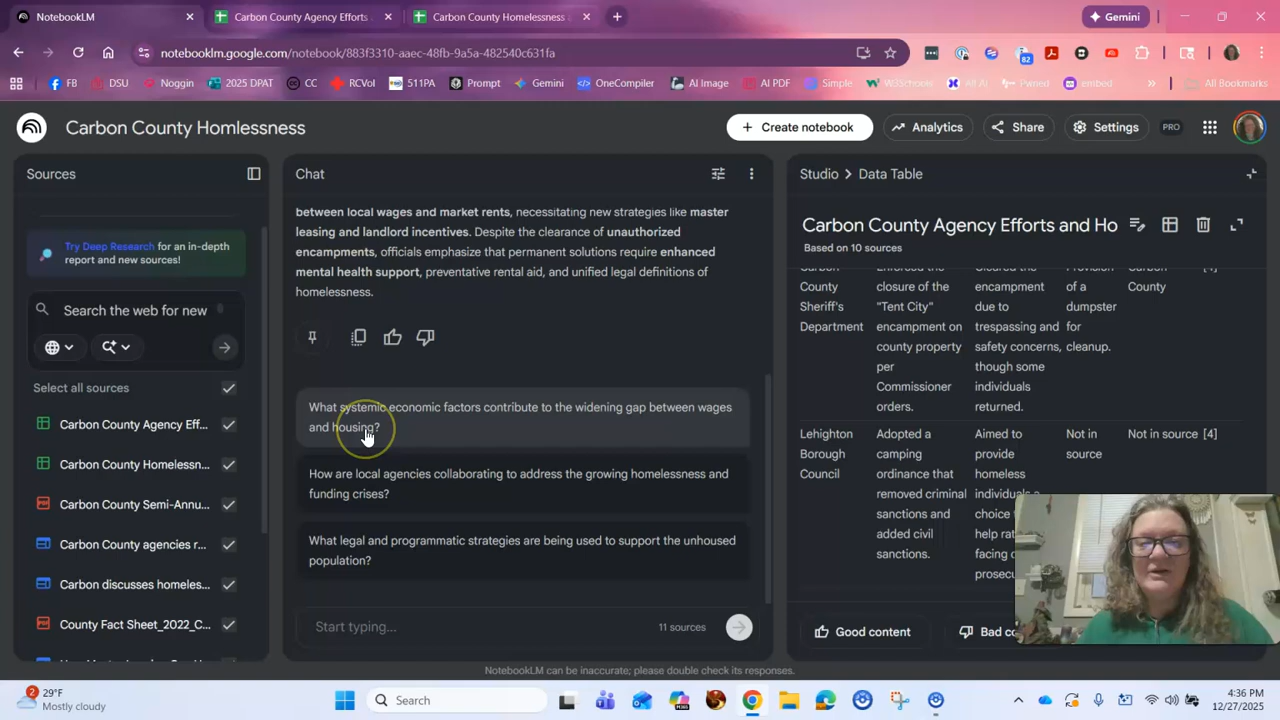 NotebookLM
Carbon County Agency Efforts
Carbon County Homelessness
Gemini
notebooklm.google.com/notebook/883f3310-aaec-48fb-9a5a-482540c631fa
82
FB
DSU
Noggin
2025 DPAT
CC
RCVol
511PA
Prompt
Gemini
OneCompiler
AI Image
AI PDF
Simple
W3Schools
All AI
Pwned
embed
All Bookmarks
Carbon County Homlessness
Create notebook
Analytics
Share
Settings
PRO
Sources
Try Deep Research for an in-depth
report and new sources!
Search the web for new
Select all sources
Carbon County Agency Eff...
Carbon County Homelessn...
Carbon County Semi-Annu...
Carbon County agencies r...
Carbon discusses homeles...
County Fact Sheet_2022_C...
Chat
between local wages and market rents, necessitating new strategies like master
leasing and landlord incentives. Despite the clearance of unauthorized
encampments, officials emphasize that permanent solutions require enhanced
mental health support, preventative rental aid, and unified legal definitions of
homelessness.
What systemic economic factors contribute to the widening gap between wages
and housing?
How are local agencies collaborating to address the growing homelessness and
funding crises?
What legal and programmatic strategies are being used to support the unhoused
population?
Start typing...
11 sources
Studio > Data Table
Carbon County Agency Efforts and Ho
Based on 10 sources
Carbon
County
Sheriff's
Department
Enforced the
closure of the
"Tent City"
encampment on
county property
per
Commissioner
orders.
Cleared the
encampment
due to
trespassing and
safety concerns,
though some
individuals
returned.
Provision
of a
dumpster
for
cleanup.
Carbon
County
[4]
Lehighton
Borough
Council
Adopted a
camping
ordinance that
removed criminal
sanctions and
added civil
sanctions.
Aimed to
provide
homeless
individuals a
choice
help rat
facing c
prosecu
Not in
source
Not in source [4]
Good content
Bad co
NotebookLM can be inaccurate; please double check its responses.
2
29°F
Mostly cloudy
Search
4:36 PM
12/27/2025